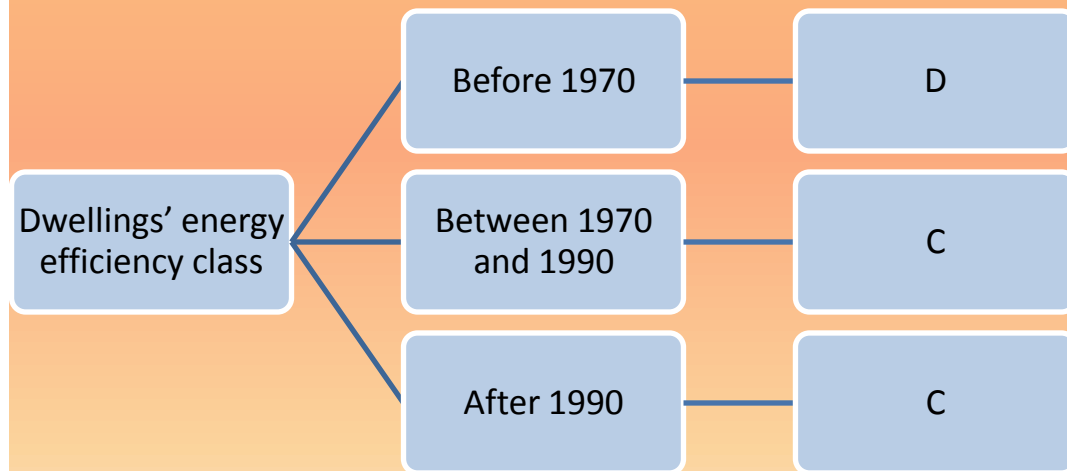 Before 1970
D
Dwellings’ energy
efficiency class
Between 1970
and 1990
C
After 1990
C